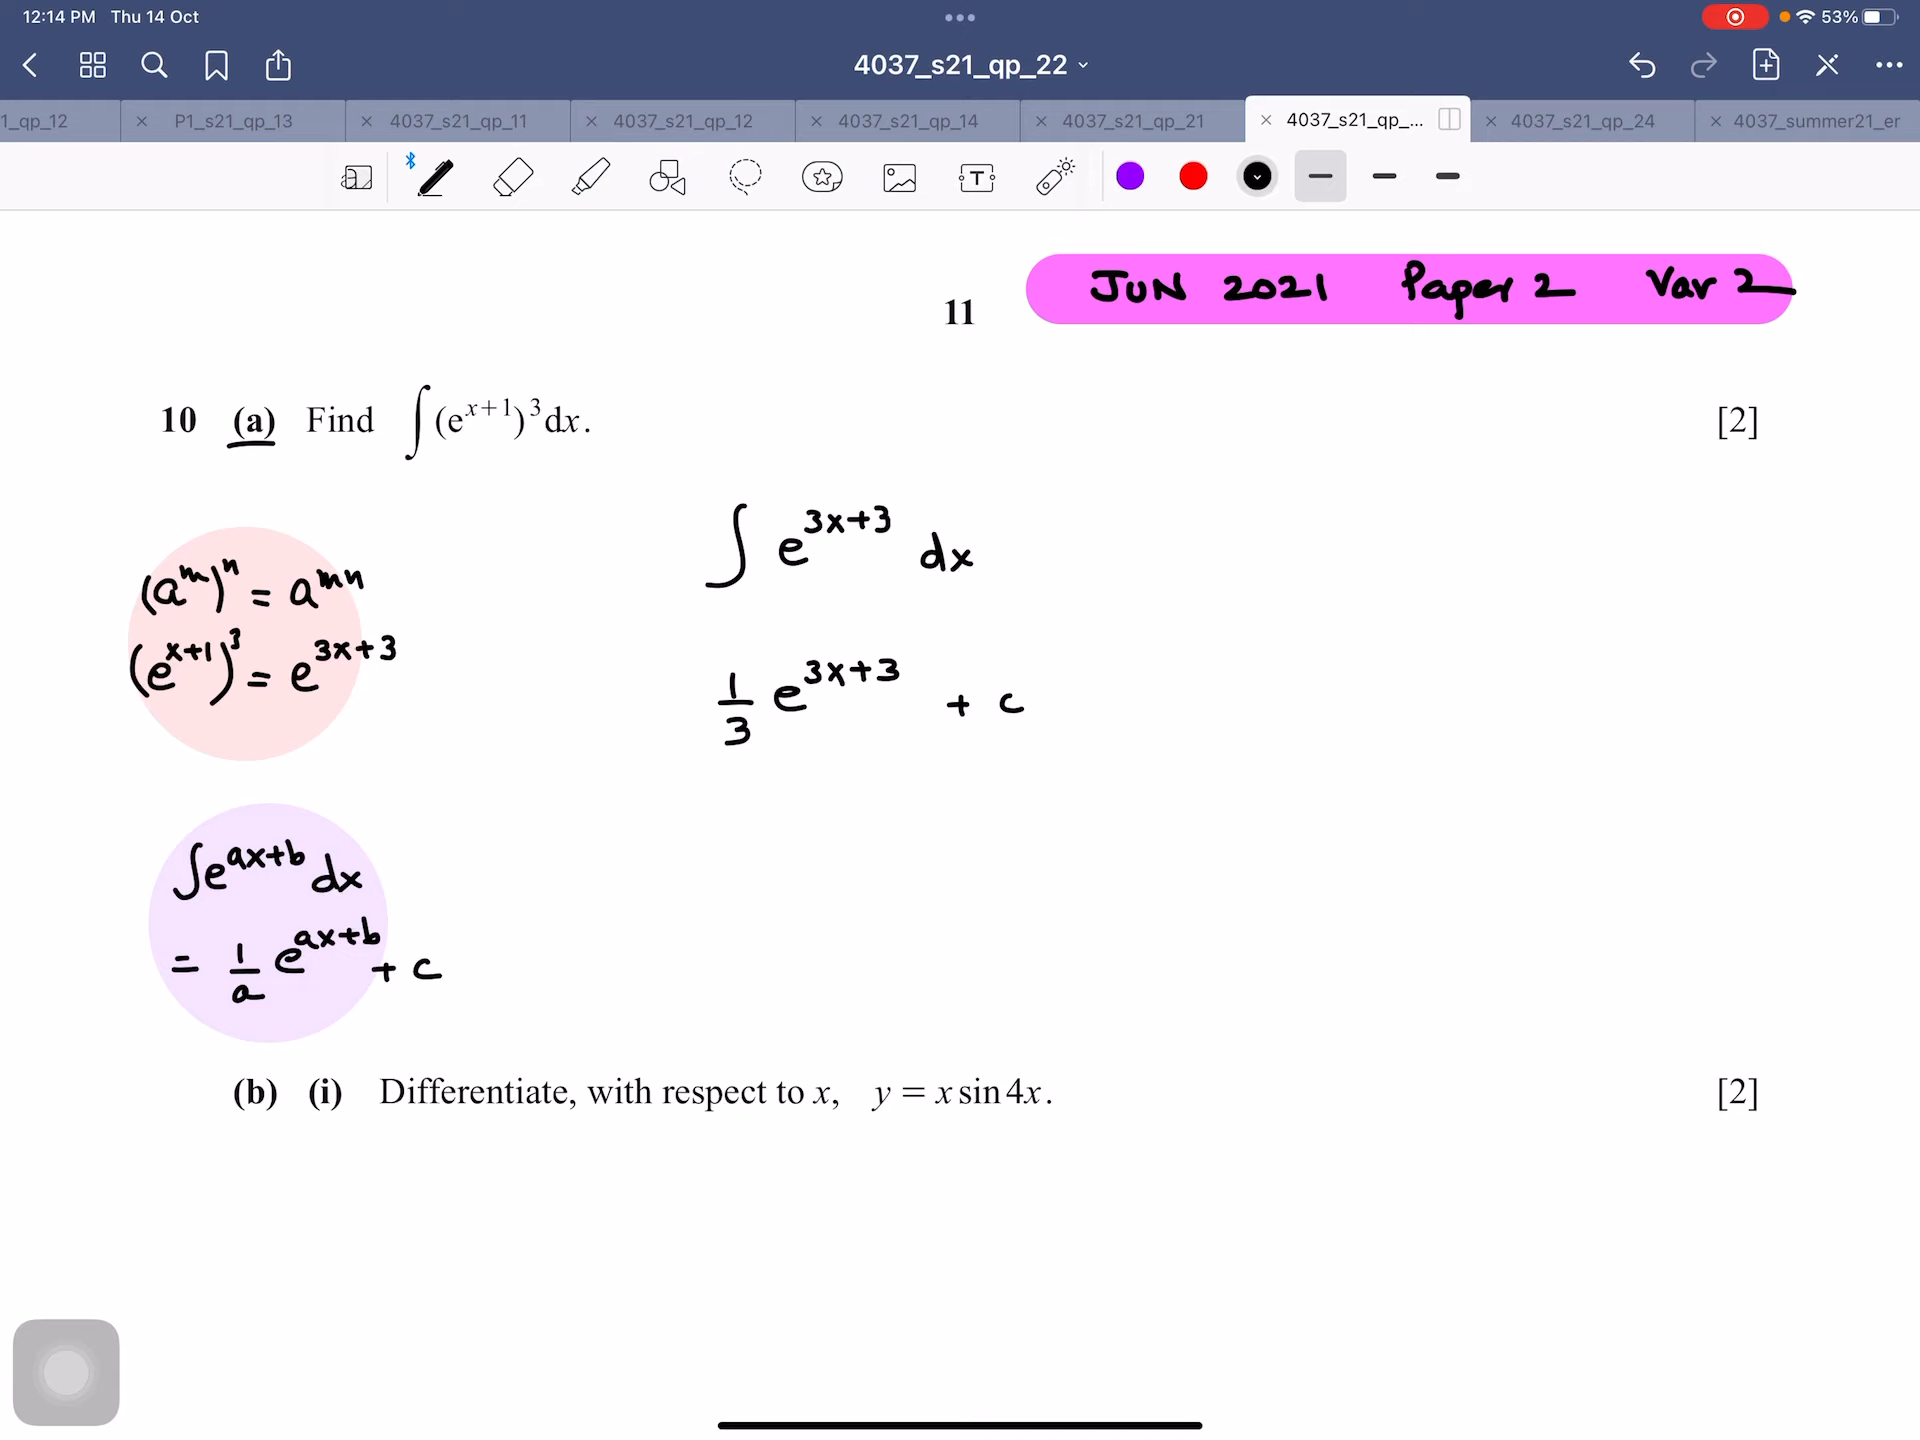 12:14 PM Thu 14 Oct
53%
4037_s21_qp_22
1_qp_12
P1_s21_qp_13
4037_s21_qp_11
4037_s21_qp_12
4037_s21_qp_14
4037_s21_qp_21
4037_s21_qp_...
4037_s21_qp_24
4037_summer21_er
JUN 2021 Paper 2 Var 2
11
10 (a) Find ∫(e^{x+1})^3 dx. [2]
∫ e^{3x+3} dx
(a^m)^n = a^{mn}
(e^{x+1})^3 = e^{3x+3}
1/3 e^{3x+3} + c
∫e^{ax+b} dx
= 1/a e^{ax+b} + c
(b) (i) Differentiate, with respect to x, y = x sin 4x. [2]